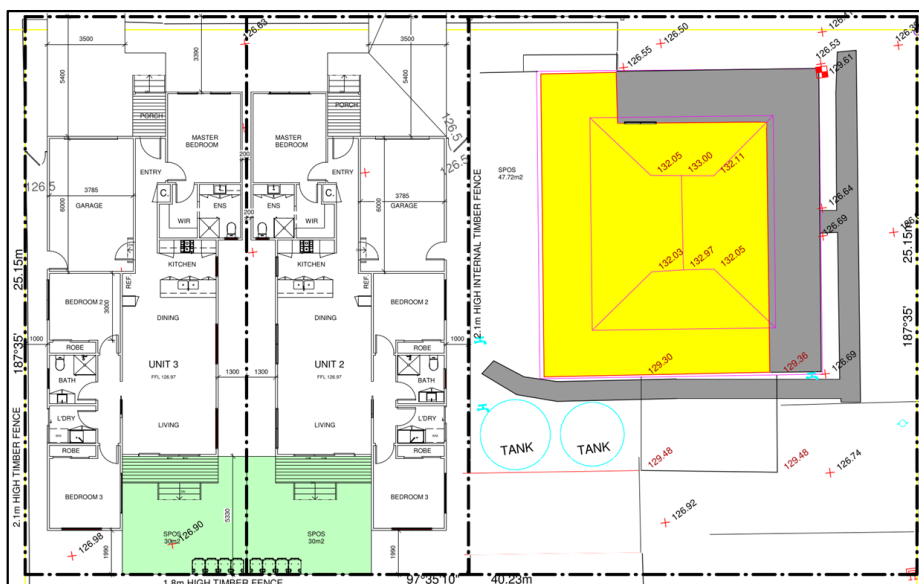 126.83
126.50
126.55
126.53
129.61
3500
3390
3500
5400
5400
PORCH
PORCH
MASTER
BEDROOM
MASTER
BEDROOM
126.5
126.5
126.5
200
ENTRY
ENTRY
3785
GARAGE
6000
3785
GARAGE
6000
C.
C.
ENS
ENS
WIR
WIR
200
KITCHEN
KITCHEN
REF.
REF.
SPOS
47.72m2
132.05
133.00
132.11
132.03
132.97
132.05
126.64
126.69
25.15m
25.15m
187°35'
187°35'
2.1m HIGH INTERNAL TIMBER FENCE
BEDROOM 2
BEDROOM 2
3000
DINING
DINING
1000
1000
ROBE
ROBE
UNIT 3
FFL 126.97
UNIT 2
FFL 126.97
1300
1300
BATH
BATH
129.30
129.36
126.69
L'DRY
L'DRY
LIVING
LIVING
ROBE
ROBE
TANK
TANK
129.48
129.48
126.74
2.1m HIGH TIMBER FENCE
BEDROOM 3
BEDROOM 3
5330
SPOS
30m2
SPOS
30m2
126.90
126.98
126.92
1990
1990
1.8m HIGH TIMBER FENCE
97°35'10"
40.23m